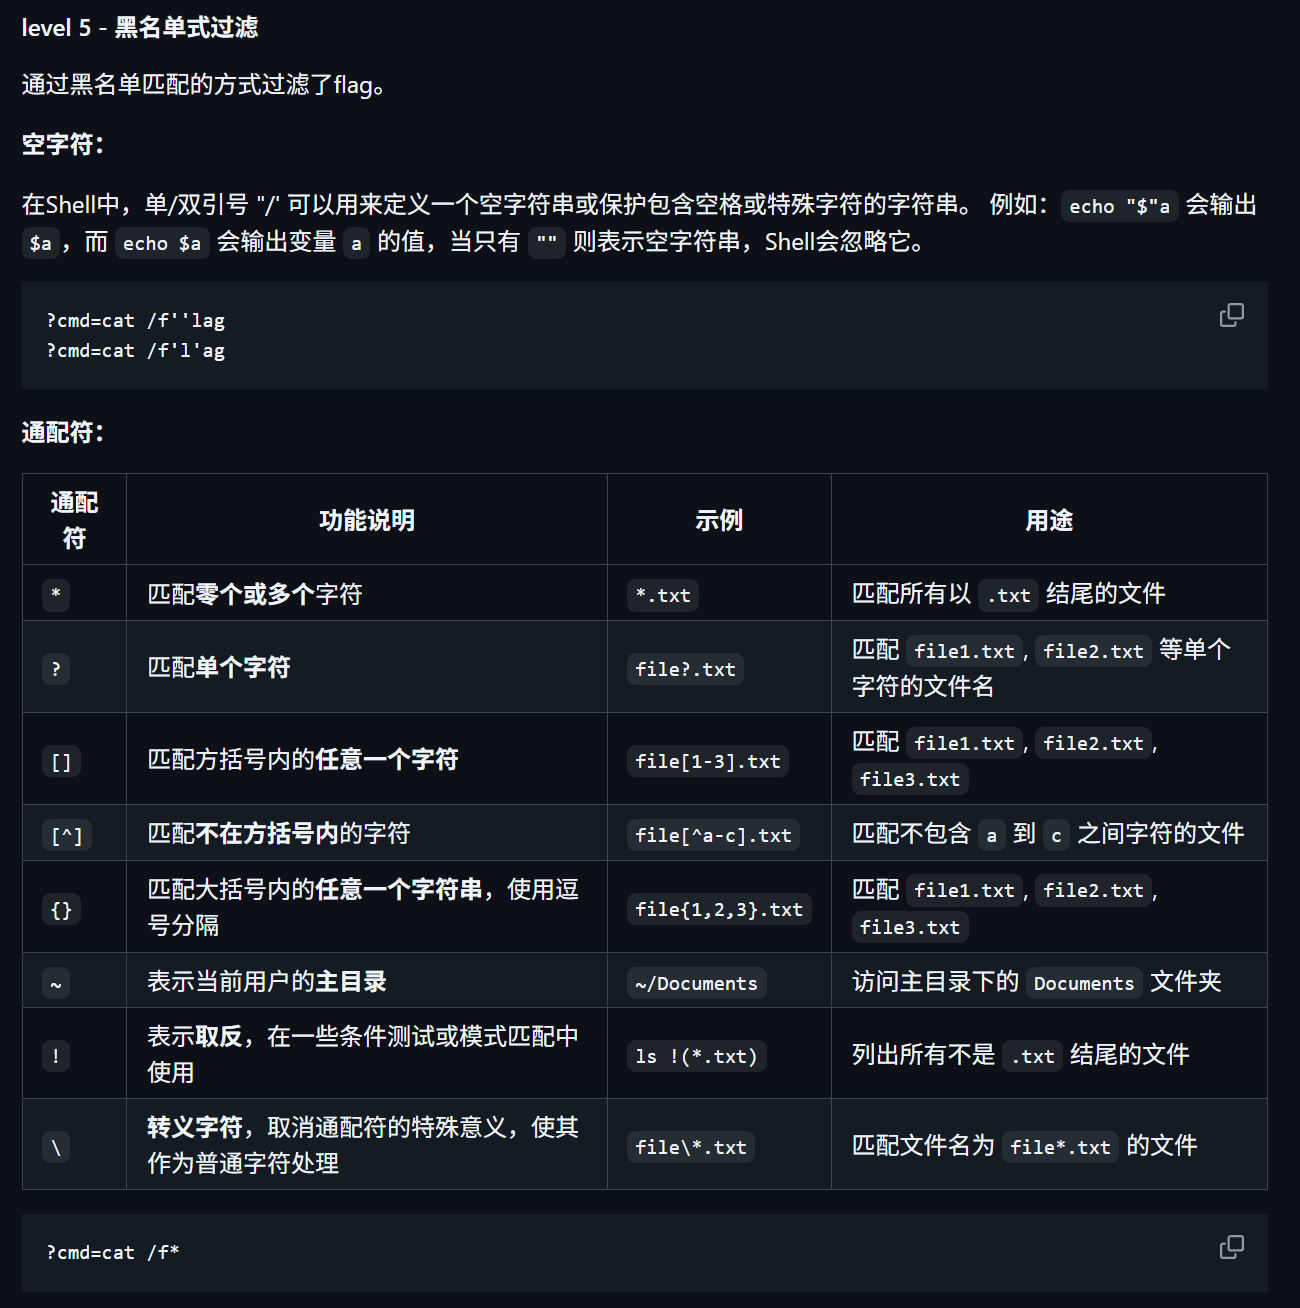 level 5 - 黑名单式过滤
通过黑名单匹配的方式过滤了flag。
空字符：
在Shell中，单/双引号 "/' 可以用来定义一个空字符串或保护包含空格或特殊字符的字符串。 例如： echo "$"a 会输出
$a ，而 echo $a 会输出变量 a 的值，当只有 "" 则表示空字符串，Shell会忽略它。
?cmd=cat /f''lag
?cmd=cat /f'l'ag
通配符：
通配
符
功能说明
示例
用途
*
匹配零个或多个字符
*.txt
匹配所有以 .txt 结尾的文件
?
匹配单个字符
file?.txt
匹配 file1.txt, file2.txt 等单个
字符的文件名
[]
匹配方括号内的任意一个字符
file[1-3].txt
匹配 file1.txt, file2.txt,
file3.txt
[^]
匹配不在方括号内的字符
file[^a-c].txt
匹配不包含 a 到 c 之间字符的文件
{}
匹配大括号内的任意一个字符串，使用逗
号分隔
file{1,2,3}.txt
匹配 file1.txt, file2.txt,
file3.txt
~
表示当前用户的主目录
~/Documents
访问主目录下的 Documents 文件夹
!
表示取反，在一些条件测试或模式匹配中
使用
ls !(*.txt)
列出所有不是 .txt 结尾的文件
\
转义字符，取消通配符的特殊意义，使其
作为普通字符处理
file\*.txt
匹配文件名为 file*.txt 的文件
?cmd=cat /f*